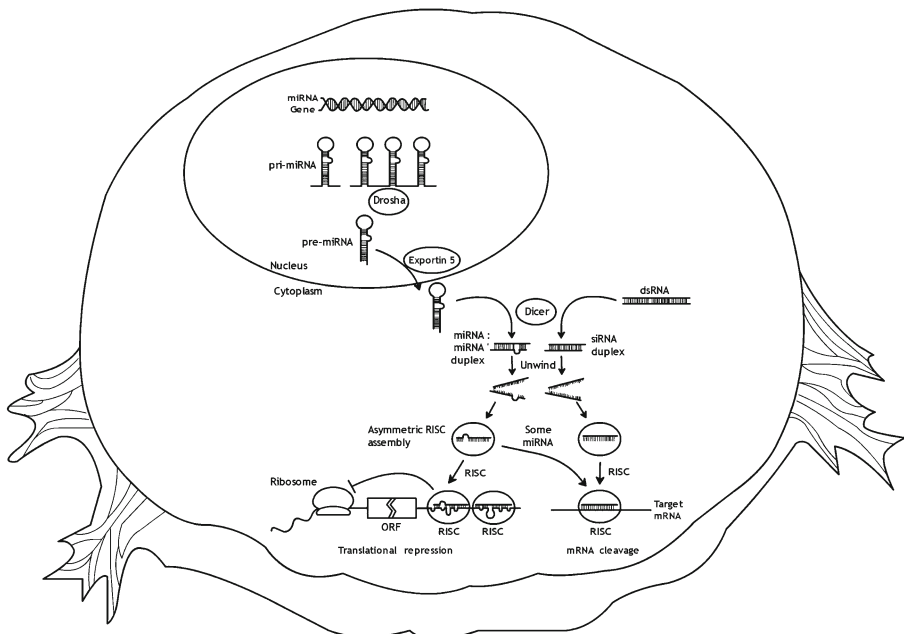 miRNA
Gene
pri-miRNA
Drosha
pre-miRNA
Exportin 5
Nucleus
Cytoplasm
dsRNA
Dicer
miRNA :
miRNA*
duplex
siRNA
duplex
Unwind
Asymmetric RISC
assembly
Some
miRNA
RISC
RISC
Ribosome
ORF
RISC
RISC
RISC
Target
mRNA
Translational repression
mRNA cleavage